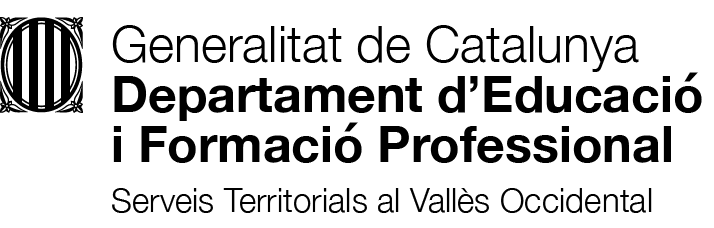 Generalitat de Catalunya
Departament d’Educació
i Formació Professional
Serveis Territorials al Vallès Occidental